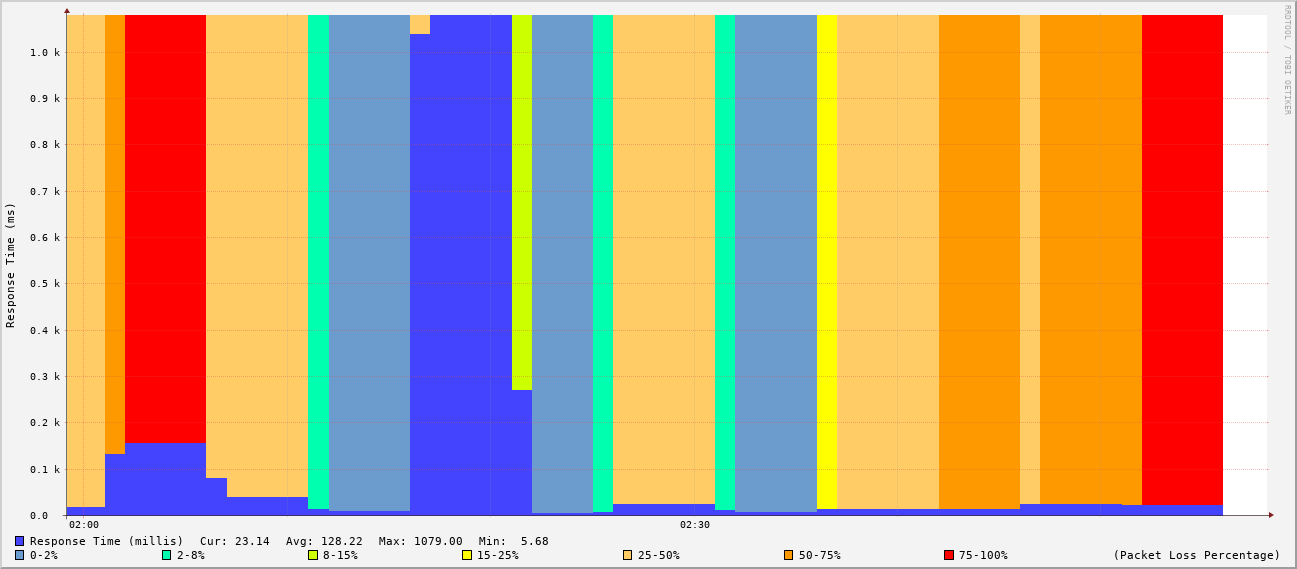 RRDTOOL / TOBI OETIKER
Response Time (ms)
1.0 k
0.9 k
0.8 k
0.7 k
0.6 k
0.5 k
0.4 k
0.3 k
0.2 k
0.1 k
0.0
02:00 02:30
Response Time (millis) Cur: 23.14 Avg: 128.22 Max: 1079.00 Min: 5.68
0-2% 2-8% 8-15% 15-25% 25-50% 50-75% 75-100% (Packet Loss Percentage)